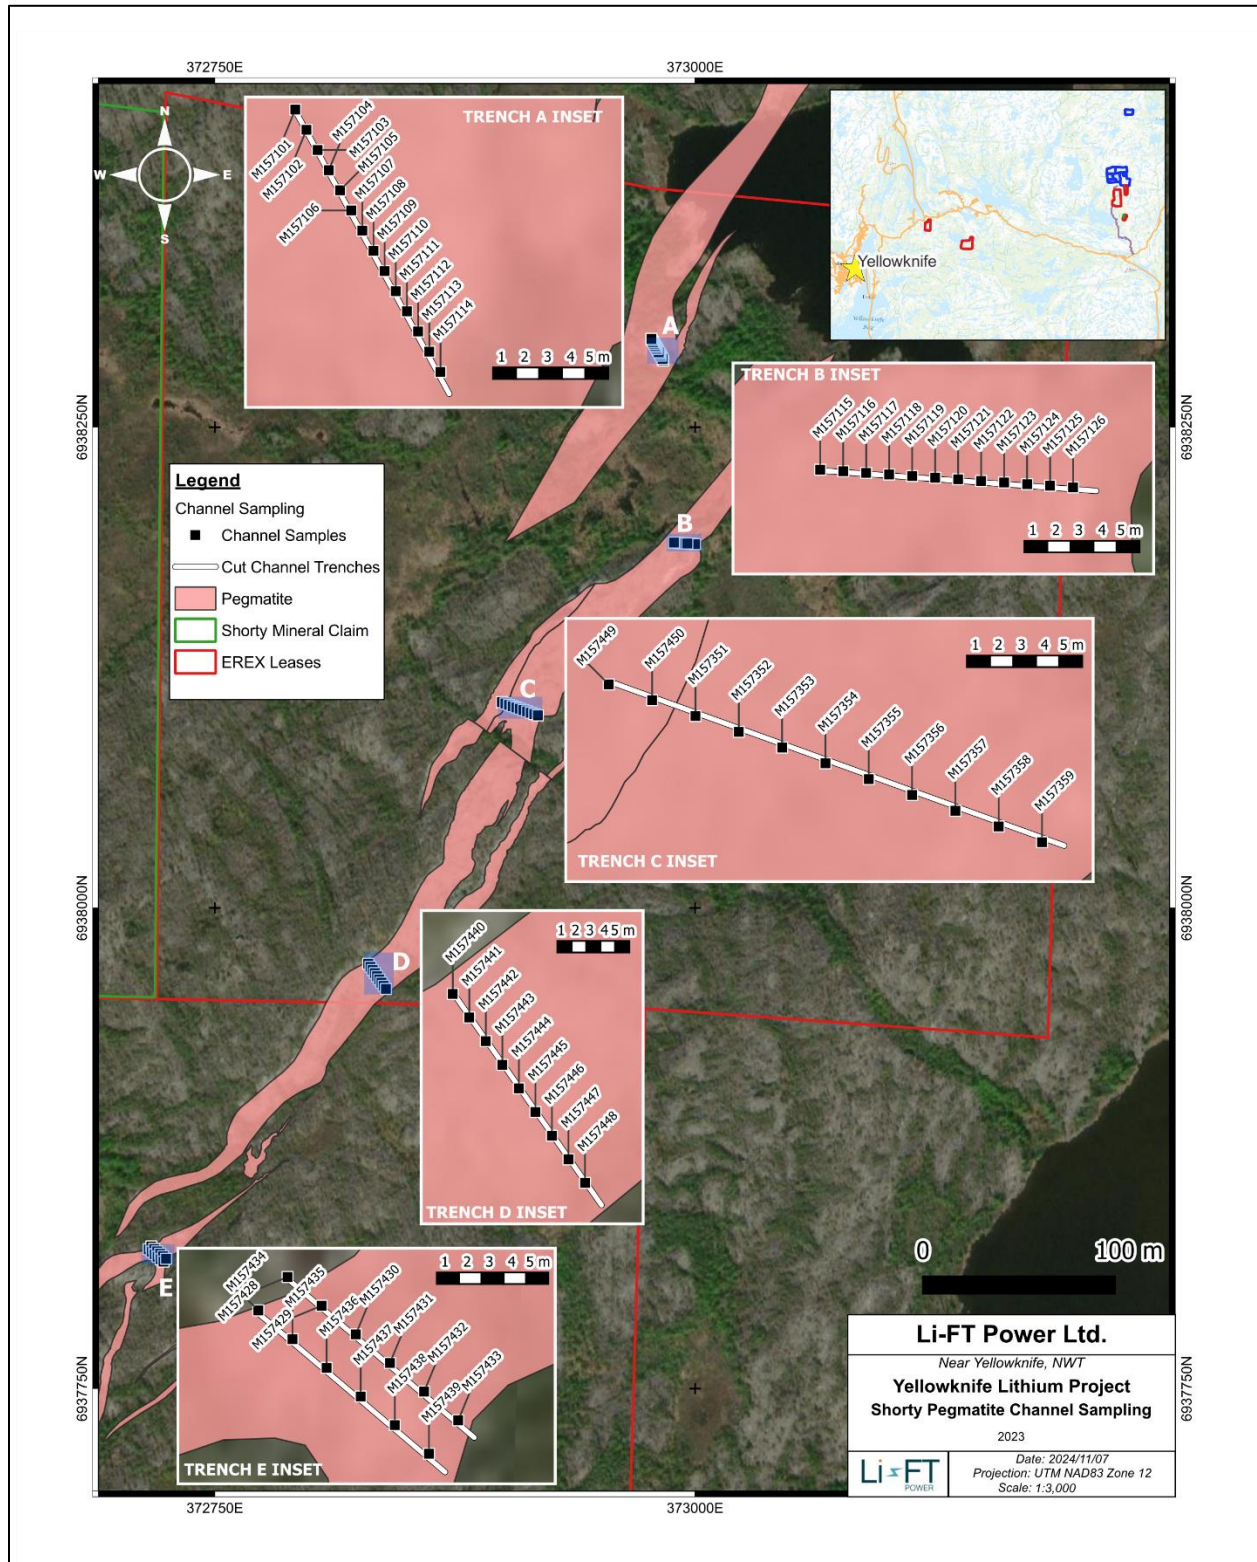 372750E
373000E
N
W
E
S
TRENCH A INSET
M157101
M157102
M157104
M157103
M157105
M157107
M157106
M157108
M157109
M157110
M157111
M157112
M157113
M157114
1 2 3 4 5 m
Yellowknife
A
TRENCH B INSET
M157115
M157116
M157117
M157118
M157119
M157120
M157121
M157122
M157123
M157124
M157125
M157126
1 2 3 4 5 m
6938250N
6938250N
Legend
Channel Sampling
Channel Samples
Cut Channel Trenches
Pegmatite
Shorty Mineral Claim
EREX Leases
B
C
M157449
M157450
M157351
M157352
M157353
M157354
M157355
M157356
M157357
M157358
M157359
1 2 3 4 5 m
TRENCH C INSET
6938000N
6938000N
D
M157440
M157441
M157442
M157443
M157444
M157445
M157446
M157447
M157448
1 2 3 4 5 m
TRENCH D INSET
E
M157434
M157428
M157435
M157429
M157436
M157430
M157437
M157431
M157438
M157432
M157439
M157433
1 2 3 4 5 m
TRENCH E INSET
0 100 m
6937750N
6937750N
Li-FT Power Ltd.
Near Yellowknife, NWT
Yellowknife Lithium Project
Shorty Pegmatite Channel Sampling
2023
Li-FT
POWER
Date: 2024/11/07
Projection: UTM NAD83 Zone 12
Scale: 1:3,000
372750E
373000E